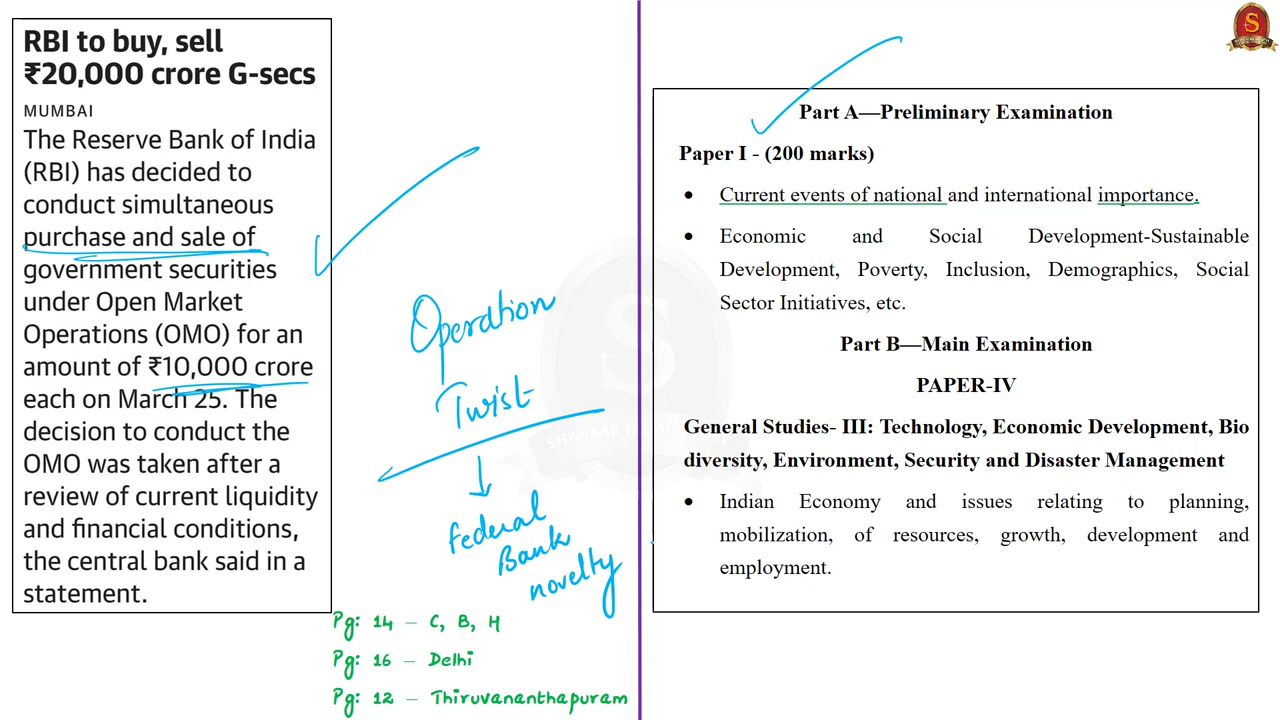 RBI to buy, sell
₹20,000 crore G-secs
MUMBAI
The Reserve Bank of India
(RBI) has decided to
conduct simultaneous
purchase and sale of
government securities
under Open Market
Operations (OMO) for an
amount of ₹10,000 crore
each on March 25. The
decision to conduct the
OMO was taken after a
review of current liquidity
and financial conditions,
the central bank said in a
statement.
Operation
Twist
Federal
Bank
novelty
Pg: 14 – C, B, H
Pg: 16 – Delhi
Pg: 12 – Thiruvananthapuram
Part A—Preliminary Examination
Paper I - (200 marks)
• Current events of national and international importance.
• Economic and Social Development-Sustainable
Development, Poverty, Inclusion, Demographics, Social
Sector Initiatives, etc.
Part B—Main Examination
PAPER-IV
General Studies- III: Technology, Economic Development, Bio
diversity, Environment, Security and Disaster Management
• Indian Economy and issues relating to planning,
mobilization, of resources, growth, development and
employment.